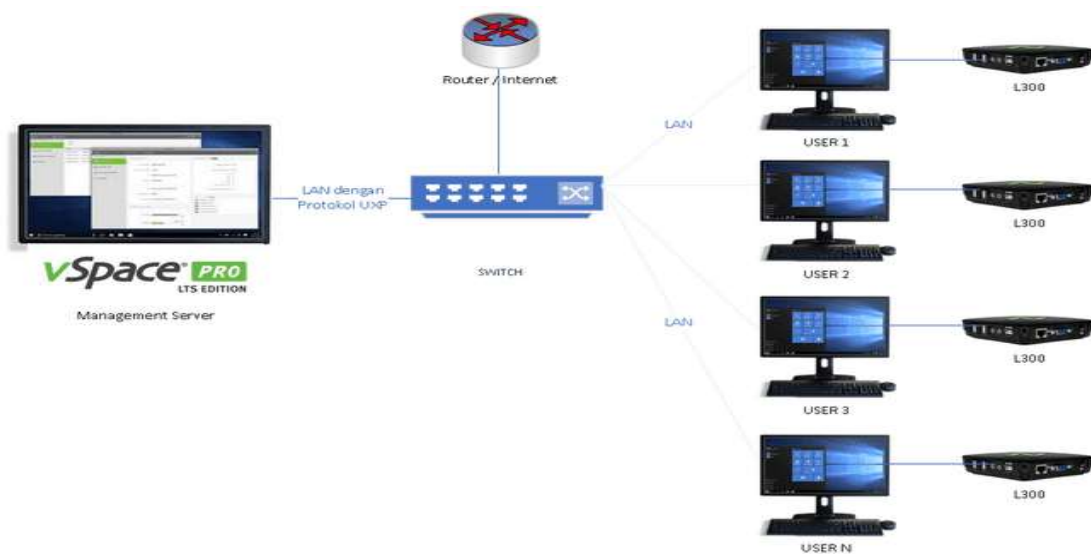 Router / Internet
LAN dengan
Protokol UXP
vSpace® PRO
LTS EDITION
Management Server
SWITCH
LAN
LAN
USER 1
L300
USER 2
L300
USER 3
L300
USER N
L300